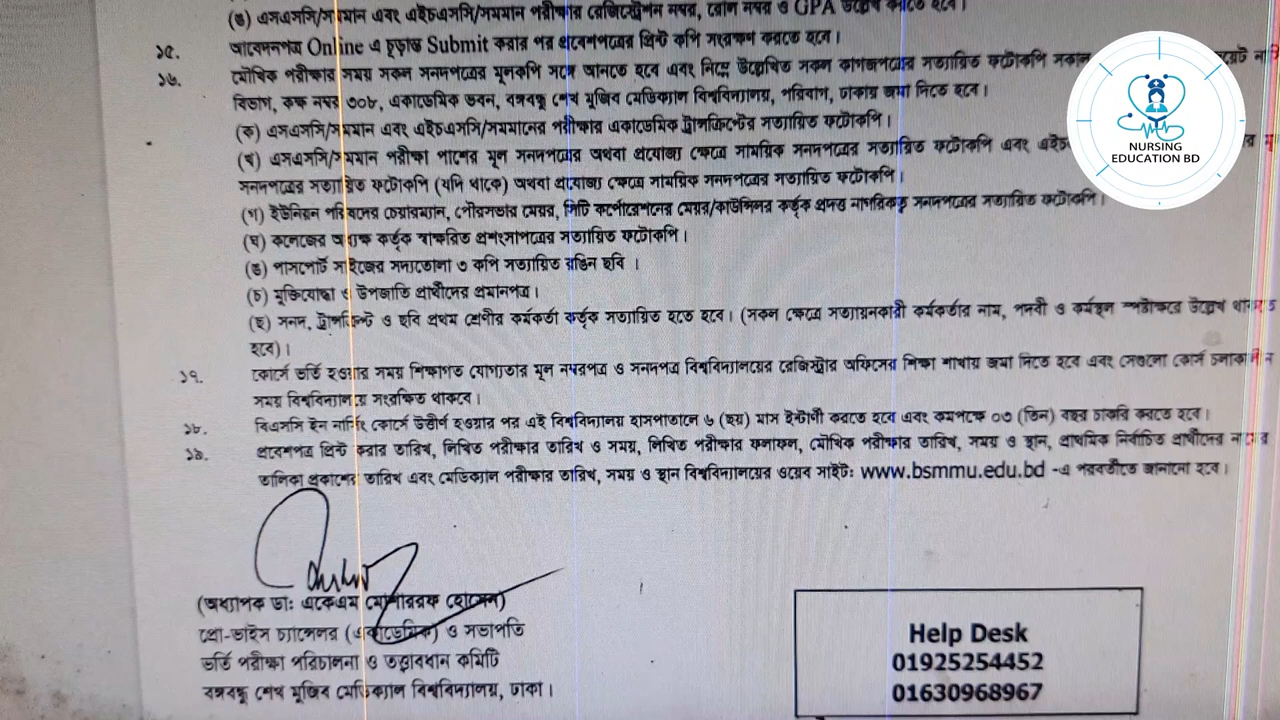 (ঙ) এসএসসি/সমমান এবং এইচএসসি/সমমান পরীক্ষার রেজিস্ট্রেশন নম্বর, রোল নম্বর ও GPA উল্লেখ করতে হবে।
১৫. আবেদনপত্র Online এ চূড়ান্ত Submit করার পর প্রবেশপত্রের প্রিন্ট কপি সংরক্ষণ করতে হবে।
১৬. মৌখিক পরীক্ষার সময় সকল সনদপত্রের মূলকপি সঙ্গে আনতে হবে এবং নিম্নে উল্লেখিত সকল কাগজপত্রের সত্যায়িত ফটোকপি সকাল
বিভাগ, কক্ষ নম্বর ৩০৮, একাডেমিক ভবন, বঙ্গবন্ধু শেখ মুজিব মেডিক্যাল বিশ্ববিদ্যালয়, শাহবাগ, ঢাকায় জমা দিতে হবে।
(ক) এসএসসি/সমমান এবং এইচএসসি/সমমানের পরীক্ষার একাডেমিক ট্রান্সক্রিপ্টের সত্যায়িত ফটোকপি।
(খ) এসএসসি/সমমান পরীক্ষা পাশের মূল সনদপত্রের অথবা প্রযোজ্য ক্ষেত্রে সাময়িক সনদপত্রের সত্যায়িত ফটোকপি এবং
সনদপত্রের সত্যায়িত ফটোকপি (যদি থাকে) অথবা প্রযোজ্য ক্ষেত্রে সাময়িক সনদপত্রের সত্যায়িত ফটোকপি।
(গ) ইউনিয়ন পরিষদের চেয়ারম্যান, পৌরসভার মেয়র, সিটি কর্পোরেশনের মেয়র/কাউন্সিলর কর্তৃক প্রদত্ত নাগরিকত্ব সনদপত্রের সত্যায়িত ফটোকপি।
(ঘ) কলেজের অধ্যক্ষ কর্তৃক স্বাক্ষরিত প্রশংসাপত্রের সত্যায়িত ফটোকপি।
(ঙ) পাসপোর্ট সাইজের সদ্যতোলা ৩ কপি সত্যায়িত রঙিন ছবি ।
(চ) মুক্তিযোদ্ধা ও উপজাতি প্রার্থীদের প্রমানপত্র।
(ছ) সনদ, ট্রান্সক্রিপ্ট ও ছবি প্রথম শ্রেণীর কর্মকর্তা কর্তৃক সত্যায়িত হতে হবে। (সকল ক্ষেত্রে সত্যায়নকারী কর্মকর্তার নাম, পদবী ও কর্মস্থল স্পষ্টাক্ষরে উল্লেখ থাকতে
হবে)।
১৭. কোর্সে ভর্তি হওয়ার সময় শিক্ষাগত যোগ্যতার মূল নম্বরপত্র ও সনদপত্র বিশ্ববিদ্যালয়ের রেজিস্ট্রার অফিসের শিক্ষা শাখায় জমা দিতে হবে এবং সেগুলো কোর্স চলাকালীন
সময় বিশ্ববিদ্যালয়ে সংরক্ষিত থাকবে।
১৮. বিএসসি ইন নার্সিং কোর্সে উত্তীর্ণ হওয়ার পর এই বিশ্ববিদ্যালয় হাসপাতালে ৬ (ছয়) মাস ইন্টার্নী করতে হবে এবং কমপক্ষে ০৩ (তিন) বছর চাকরি করতে হবে।
১৯. প্রবেশপত্র প্রিন্ট করার তারিখ, লিখিত পরীক্ষার তারিখ ও সময়, লিখিত পরীক্ষার ফলাফল, মৌখিক পরীক্ষার তারিখ, সময় ও স্থান, প্রাথমিক নির্বাচিত প্রার্থীদের নামের
তালিকা প্রকাশের তারিখ এবং মেডিক্যাল পরীক্ষার তারিখ, সময় ও স্থান বিশ্ববিদ্যালয়ের ওয়েব সাইট: www.bsmmu.edu.bd -এ পরবর্তীতে জানানো হবে।
NURSING
EDUCATION BD
(অধ্যাপক ডা: একেএম মোশাররফ হোসেন)
প্রো-ভাইস চ্যান্সেলর (একাডেমিক) ও সভাপতি
ভর্তি পরীক্ষা পরিচালনা ও তত্ত্বাবধান কমিটি
বঙ্গবন্ধু শেখ মুজিব মেডিক্যাল বিশ্ববিদ্যালয়, ঢাকা।
Help Desk
01925254452
01630968967